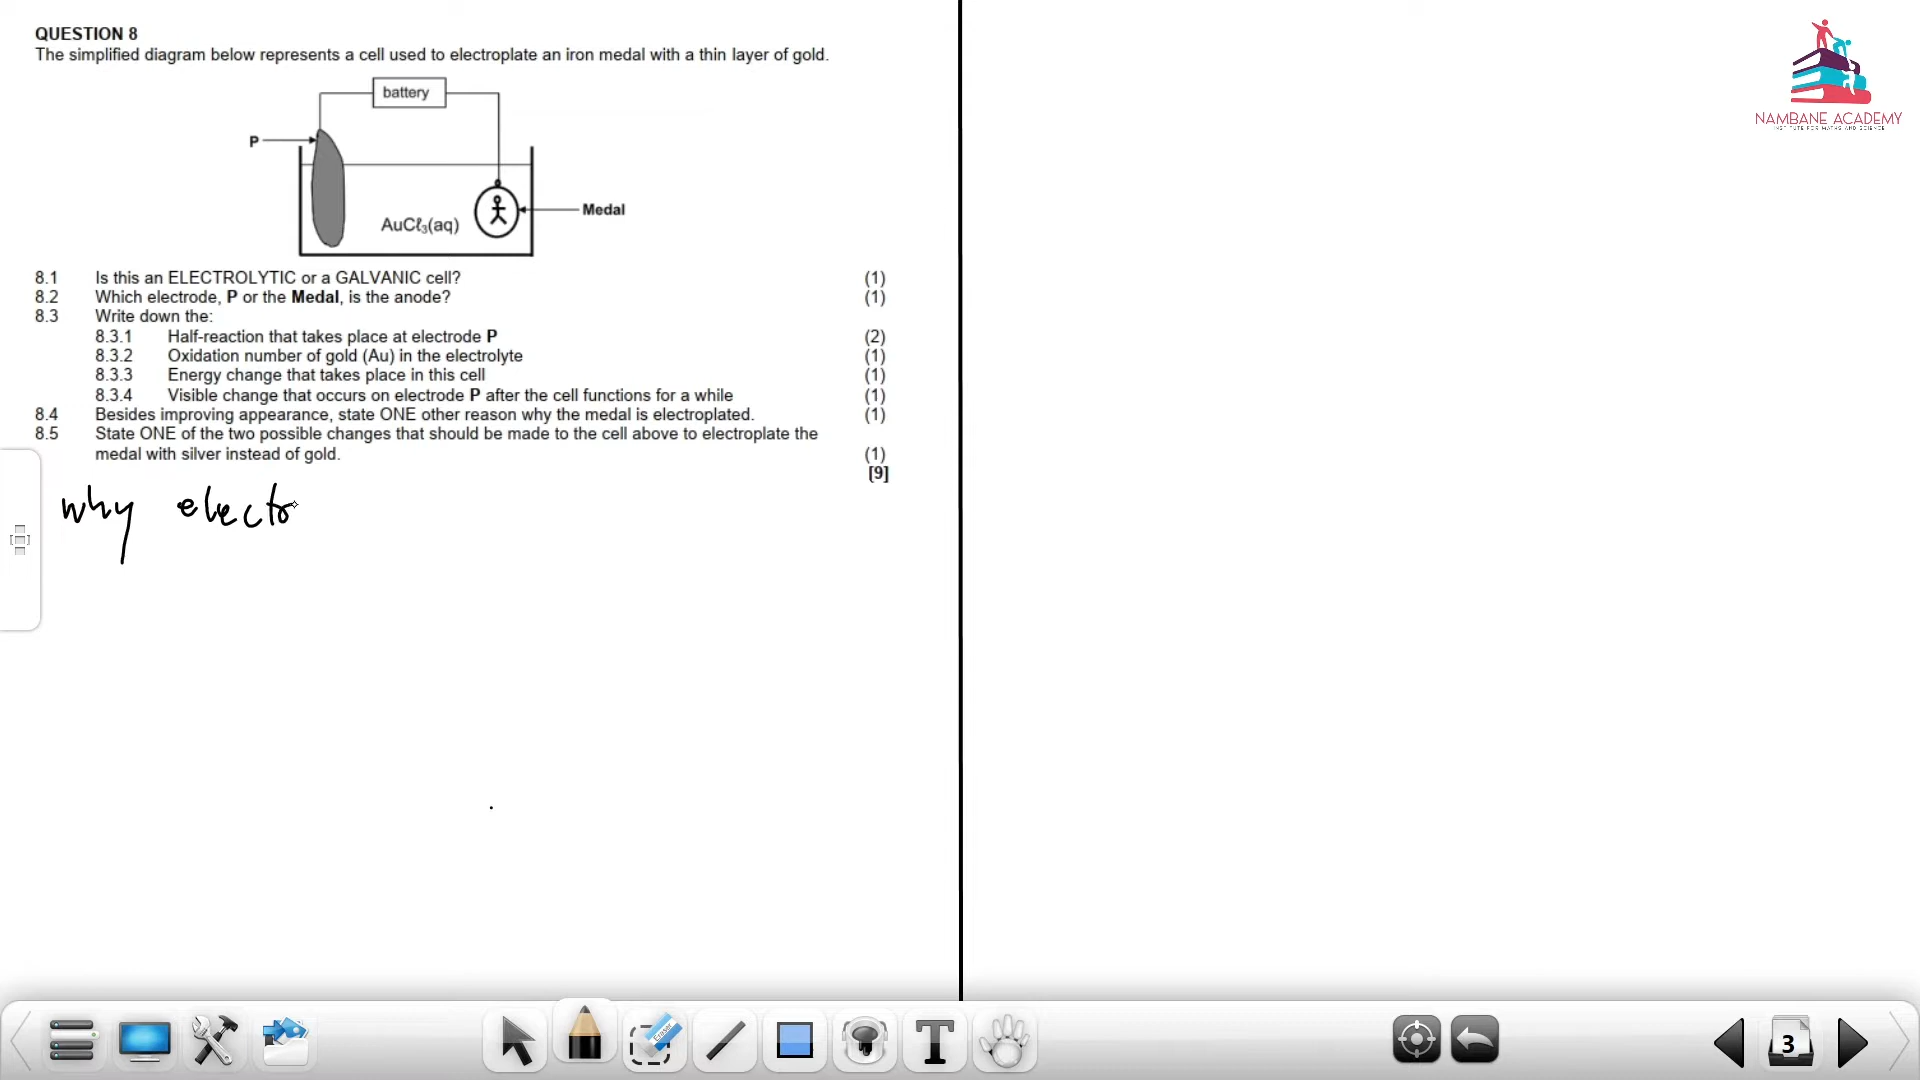 QUESTION 8
The simplified diagram below represents a cell used to electroplate an iron medal with a thin layer of gold.
battery
P
Medal
AuCℓ₃(aq)
8.1 Is this an ELECTROLYTIC or a GALVANIC cell? (1)
8.2 Which electrode, P or the Medal, is the anode? (1)
8.3 Write down the:
8.3.1 Half-reaction that takes place at electrode P (2)
8.3.2 Oxidation number of gold (Au) in the electrolyte (1)
8.3.3 Energy change that takes place in this cell (1)
8.3.4 Visible change that occurs on electrode P after the cell functions for a while (1)
8.4 Besides improving appearance, state ONE other reason why the medal is electroplated. (1)
8.5 State ONE of the two possible changes that should be made to the cell above to electroplate the
medal with silver instead of gold. (1)
[9]
why electro
NAMBANE ACADEMY
INSTITUTE FOR MATHS AND SCIENCE
Eraser
T
3